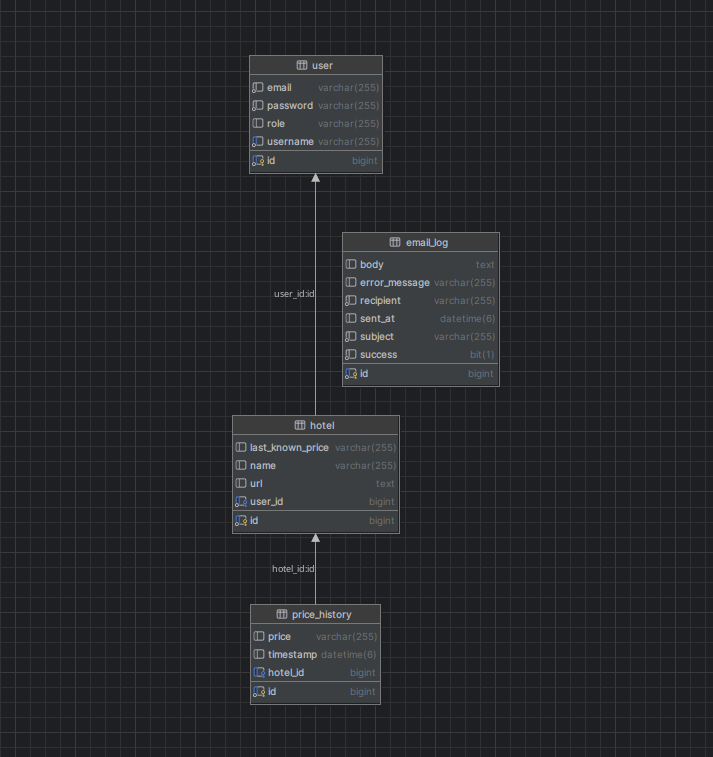 user
email varchar(255)
password varchar(255)
role varchar(255)
username varchar(255)
id bigint
email_log
body text
error_message varchar(255)
recipient varchar(255)
sent_at datetime(6)
subject varchar(255)
success bit(1)
id bigint
user_id:id
hotel
last_known_price varchar(255)
name varchar(255)
url text
user_id bigint
id bigint
hotel_id:id
price_history
price varchar(255)
timestamp datetime(6)
hotel_id bigint
id bigint